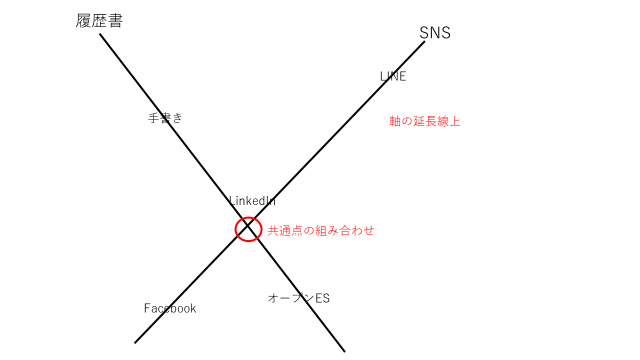 履歴書
SNS
LINE
手書き
軸の延長線上
LinkedIn
共通点の組み合わせ
オープンES
Facebook